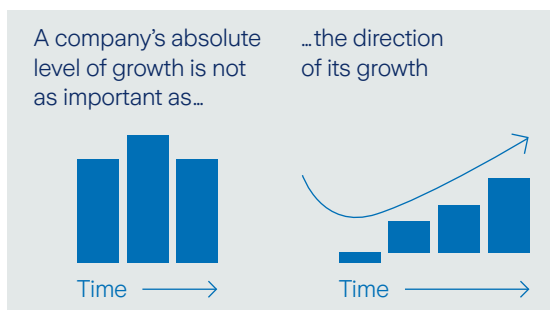 A company's absolute
level of growth is not
as important as…
…the direction
of its growth
Time
Time